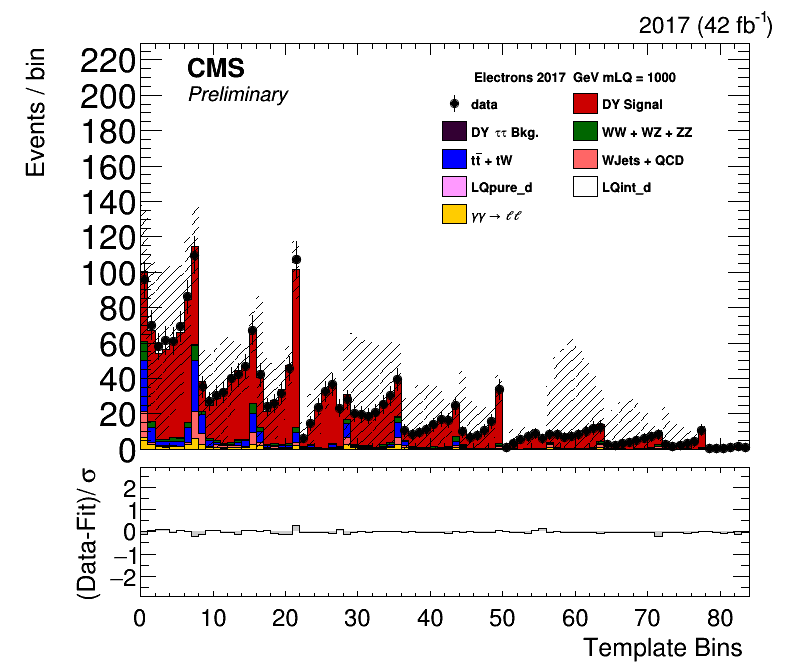 2017 (42 fb-1)
CMS
Preliminary
Electrons 2017 GeV mLQ = 1000
data
DY Signal
DY ττ Bkg.
WW + WZ + ZZ
tt̄ + tW
WJets + QCD
LQpure_d
LQint_d
γγ → ℓℓ
Events / bin
220
200
180
160
140
120
100
80
60
40
20
0
(Data-Fit)/ σ
2
1
0
−1
−2
0 10 20 30 40 50 60 70 80
Template Bins